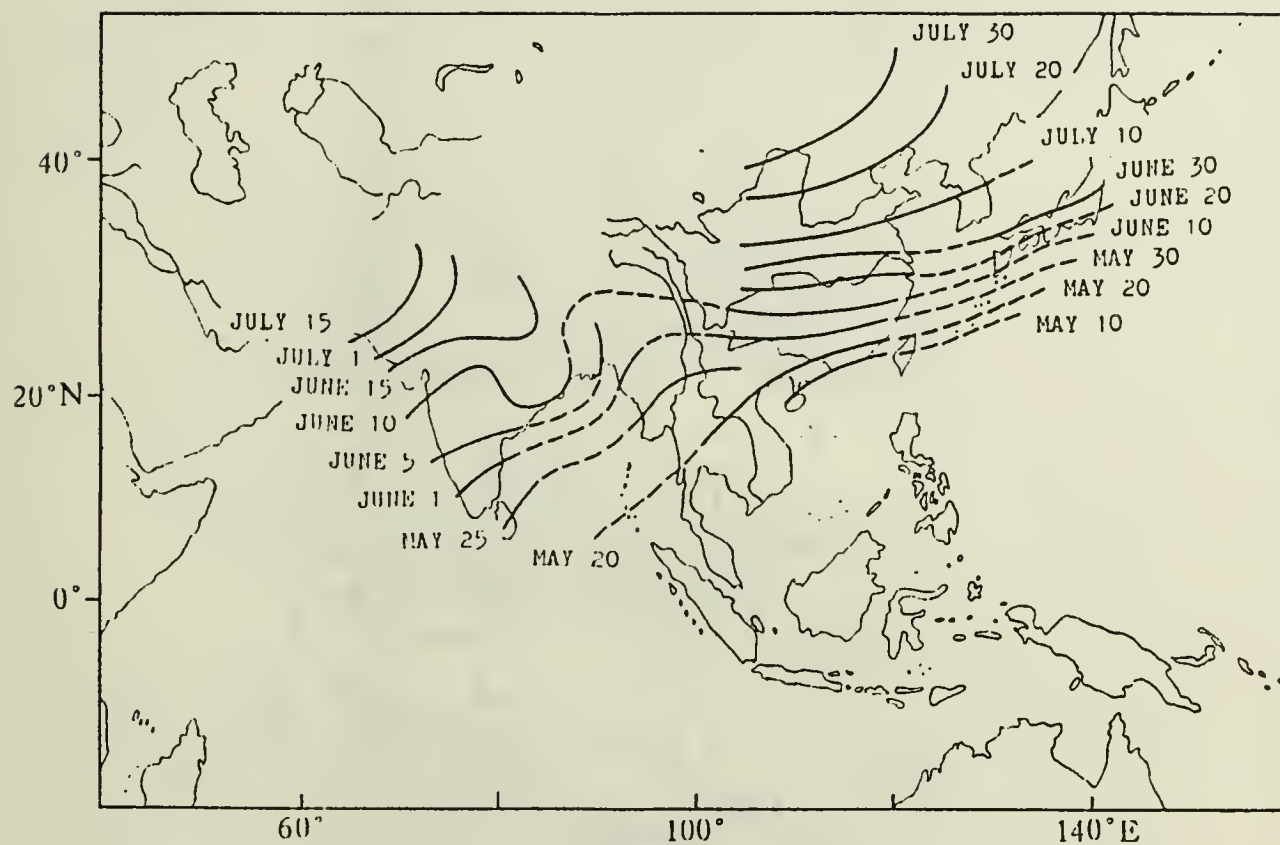 JULY 30
JULY 20
JULY 10
JUNE 30
JUNE 20
JUNE 10
MAY 30
MAY 20
MAY 10
JULY 15
JULY 1
JUNE 15
JUNE 10
JUNE 5
JUNE 1
MAY 25
MAY 20
40°
20°N
0°
60°
100°
140°E